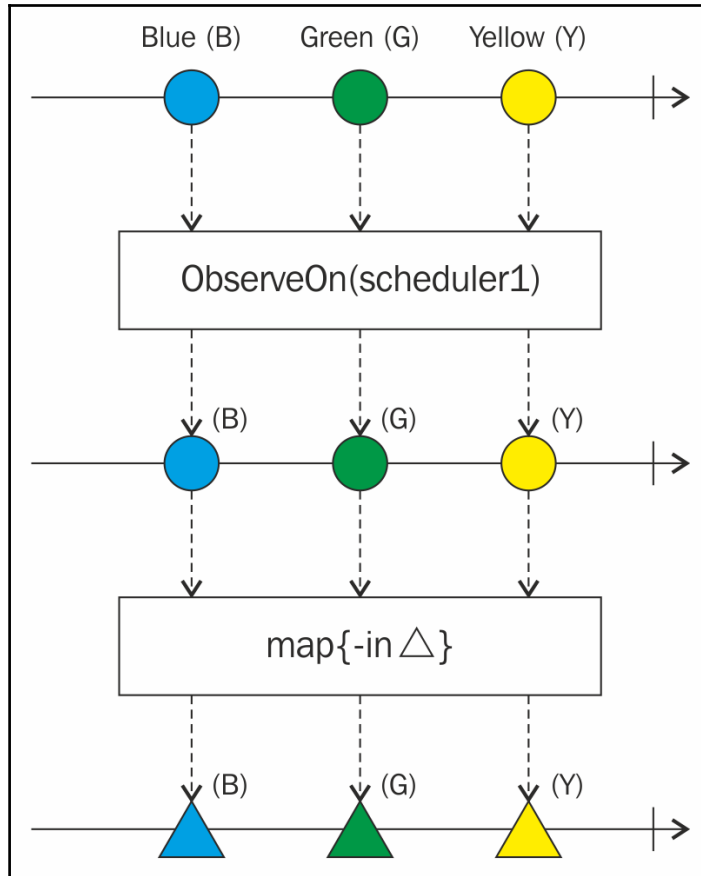 Blue (B) Green (G) Yellow (Y)
ObserveOn(scheduler1)
(B) (G) (Y)
map{-in △}
(B) (G) (Y)